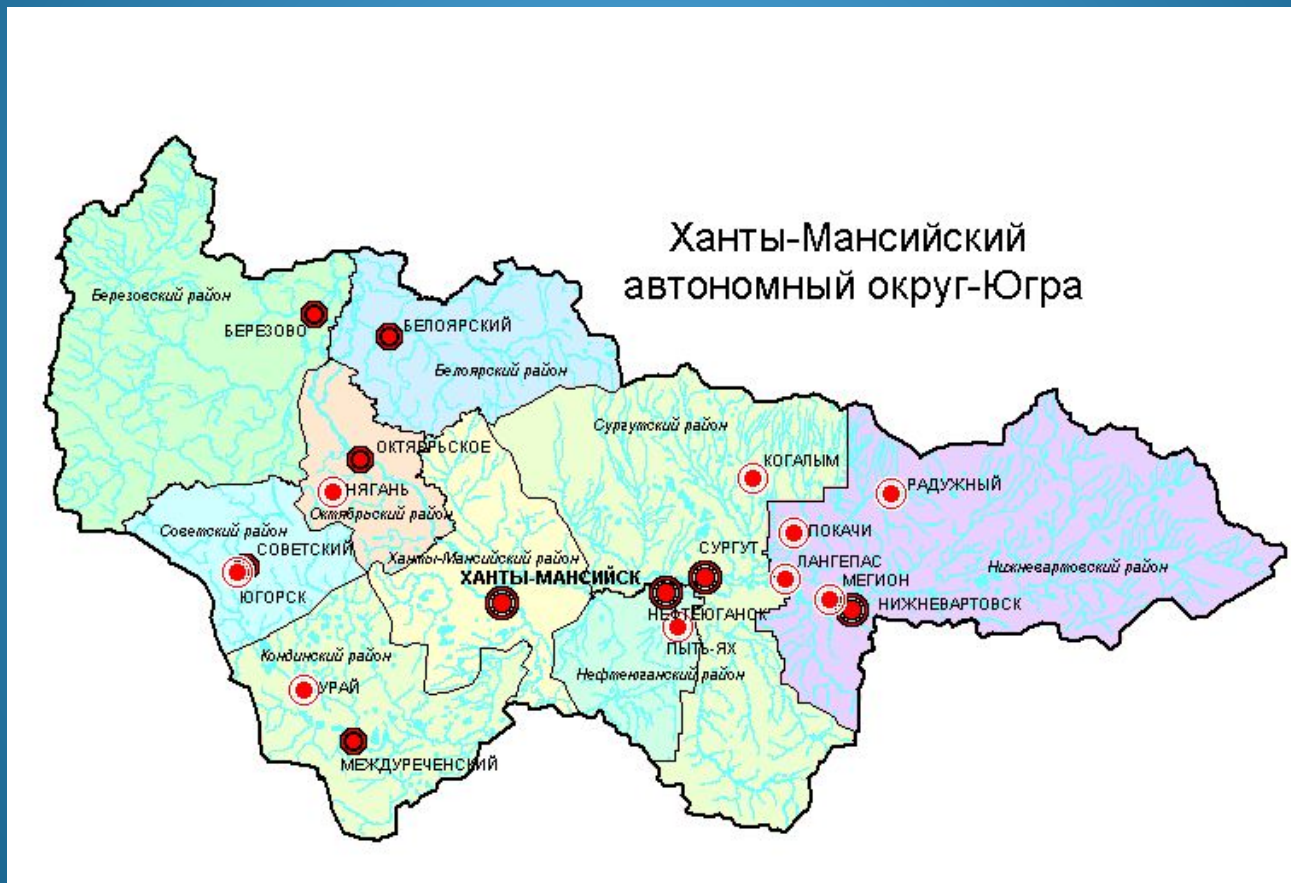 Ханты-Мансийский
автономный округ-Югра
Березовский район
БЕРЕЗОВО
БЕЛОЯРСКИЙ
Белоярский район
Сургутский район
ОКТЯБРЬСКОЕ
КОГАЛЫМ
РАДУЖНЫЙ
НЯГАНЬ
Октябрьский район
Советский район
СОВЕТСКИЙ
ЮГОРСК
Ханты-Мансийский район
ХАНТЫ-МАНСИЙСК
СУРГУТ
ПОКАЧИ
ЛАНГЕПАС
МЕГИОН
Нижневартовский район
НИЖНЕВАРТОВСК
НЕФТЕЮГАНСК
ПЫТЬ-ЯХ
Нефтеюганский район
Кондинский район
УРАЙ
МЕЖДУРЕЧЕНСКИЙ